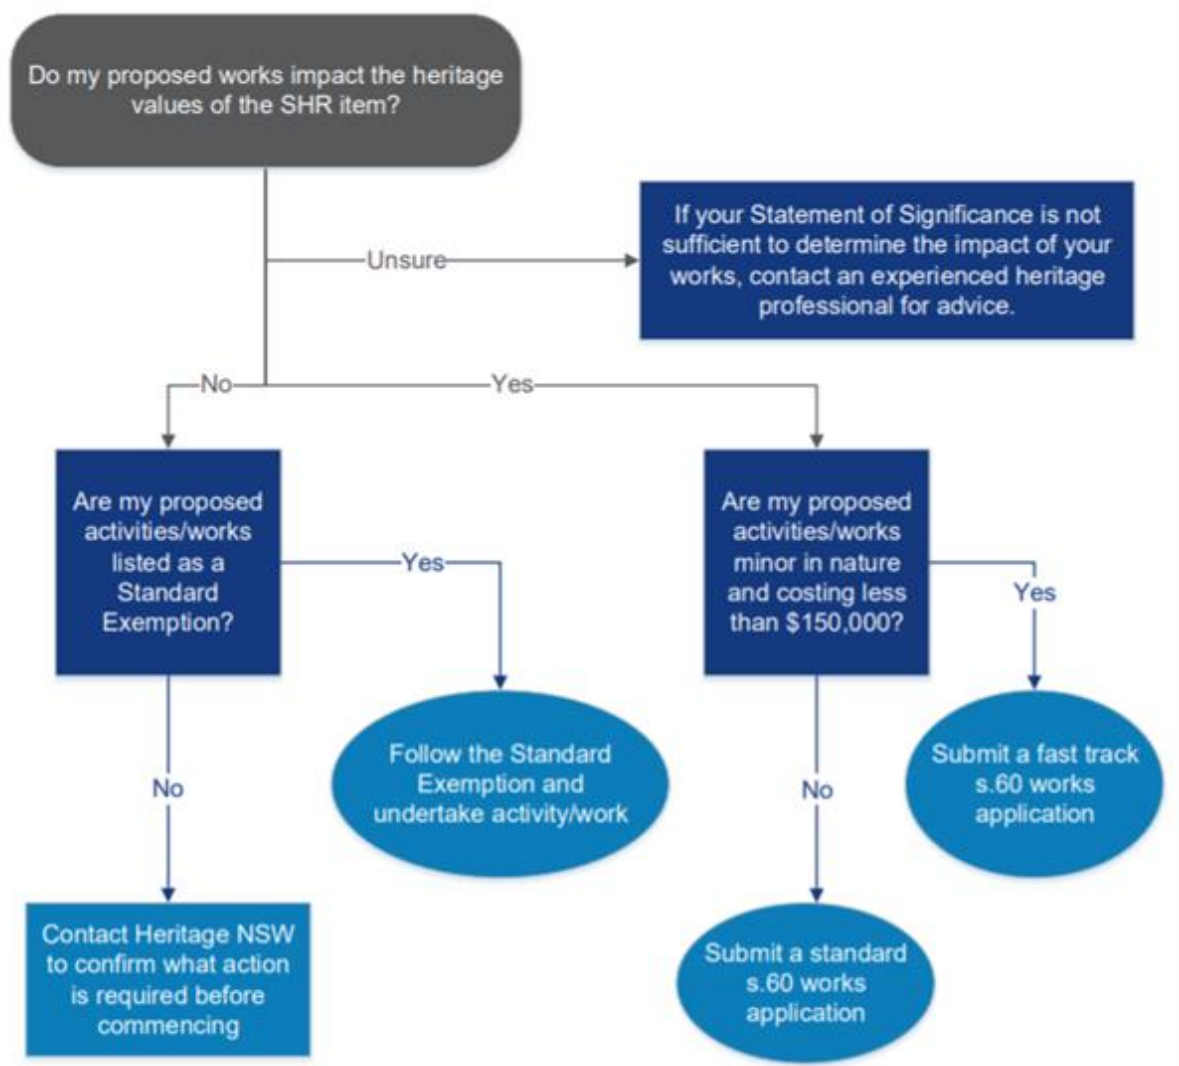 Do my proposed works impact the heritage
values of the SHR item?
Unsure
If your Statement of Significance is not
sufficient to determine the impact of your
works, contact an experienced heritage
professional for advice.
No
Yes
Are my proposed
activities/works
listed as a
Standard
Exemption?
Yes
Are my proposed
activities/works
minor in nature
and costing less
than $150,000?
Yes
Follow the Standard
Exemption and
undertake activity/work
Submit a fast track
s.60 works
application
No
No
Contact Heritage NSW
to confirm what action
is required before
commencing
Submit a standard
s.60 works
application